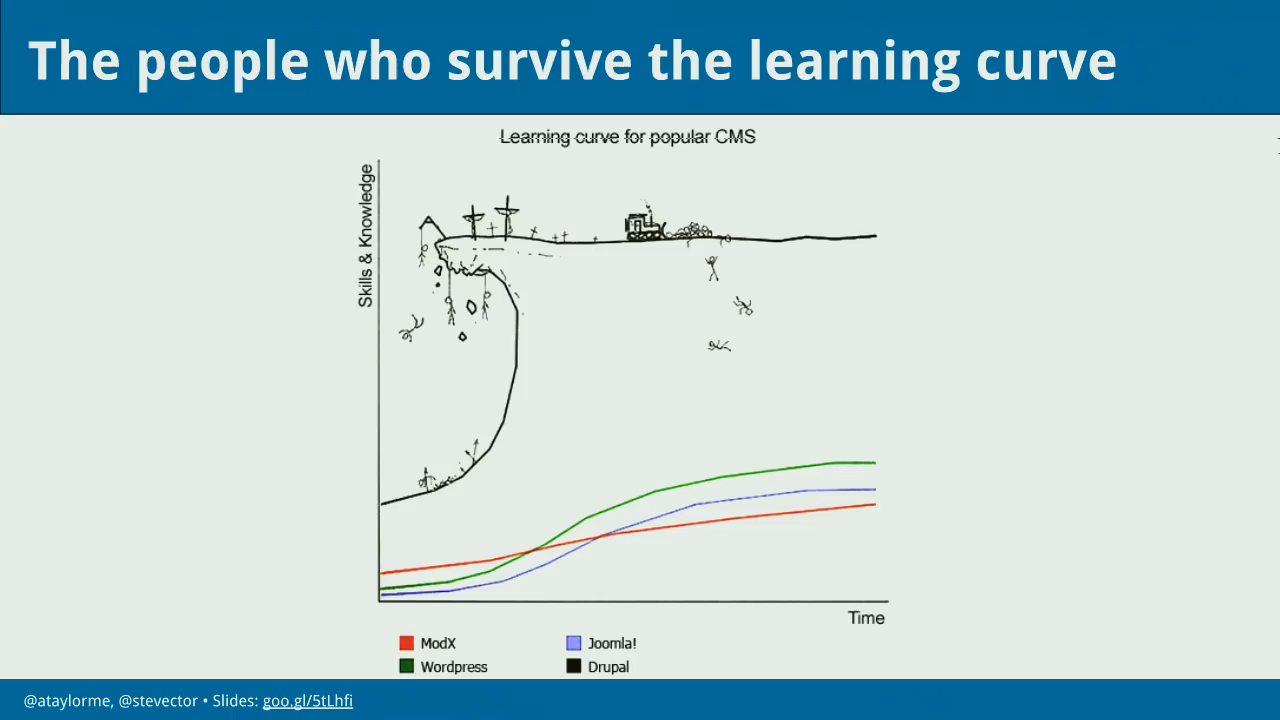 The people who survive the learning curve
Learning curve for popular CMS
Skills & Knowledge
Time
ModX
Joomla!
Wordpress
Drupal
@ataylorme, @stevector • Slides: goo.gl/5tLhfi